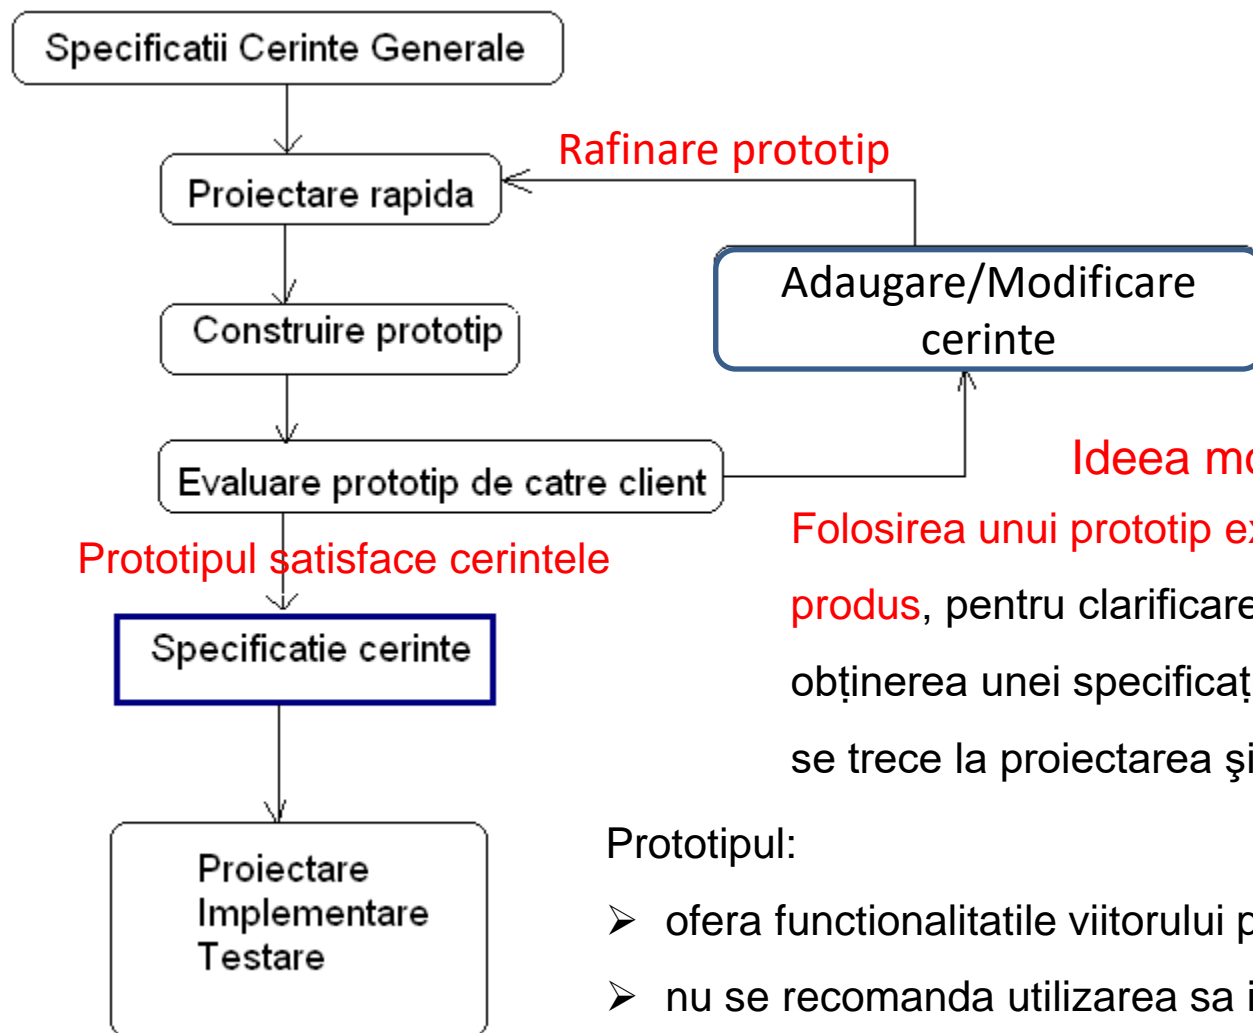 Specificatii Cerinte Generale
Rafinare prototip
Proiectare rapida
Adaugare/Modificare
cerinte
Construire prototip
Evaluare prototip de catre client
Prototipul satisface cerintele
Specificatie cerinte
Proiectare
Implementare
Testare
Ideea
Folosirea unui prototip
produs, pentru
obținerea unei
se trece la proiectarea
Prototipul:
➢ ofera functionalitatile viitorului
➢ nu se recomanda utilizarea sa